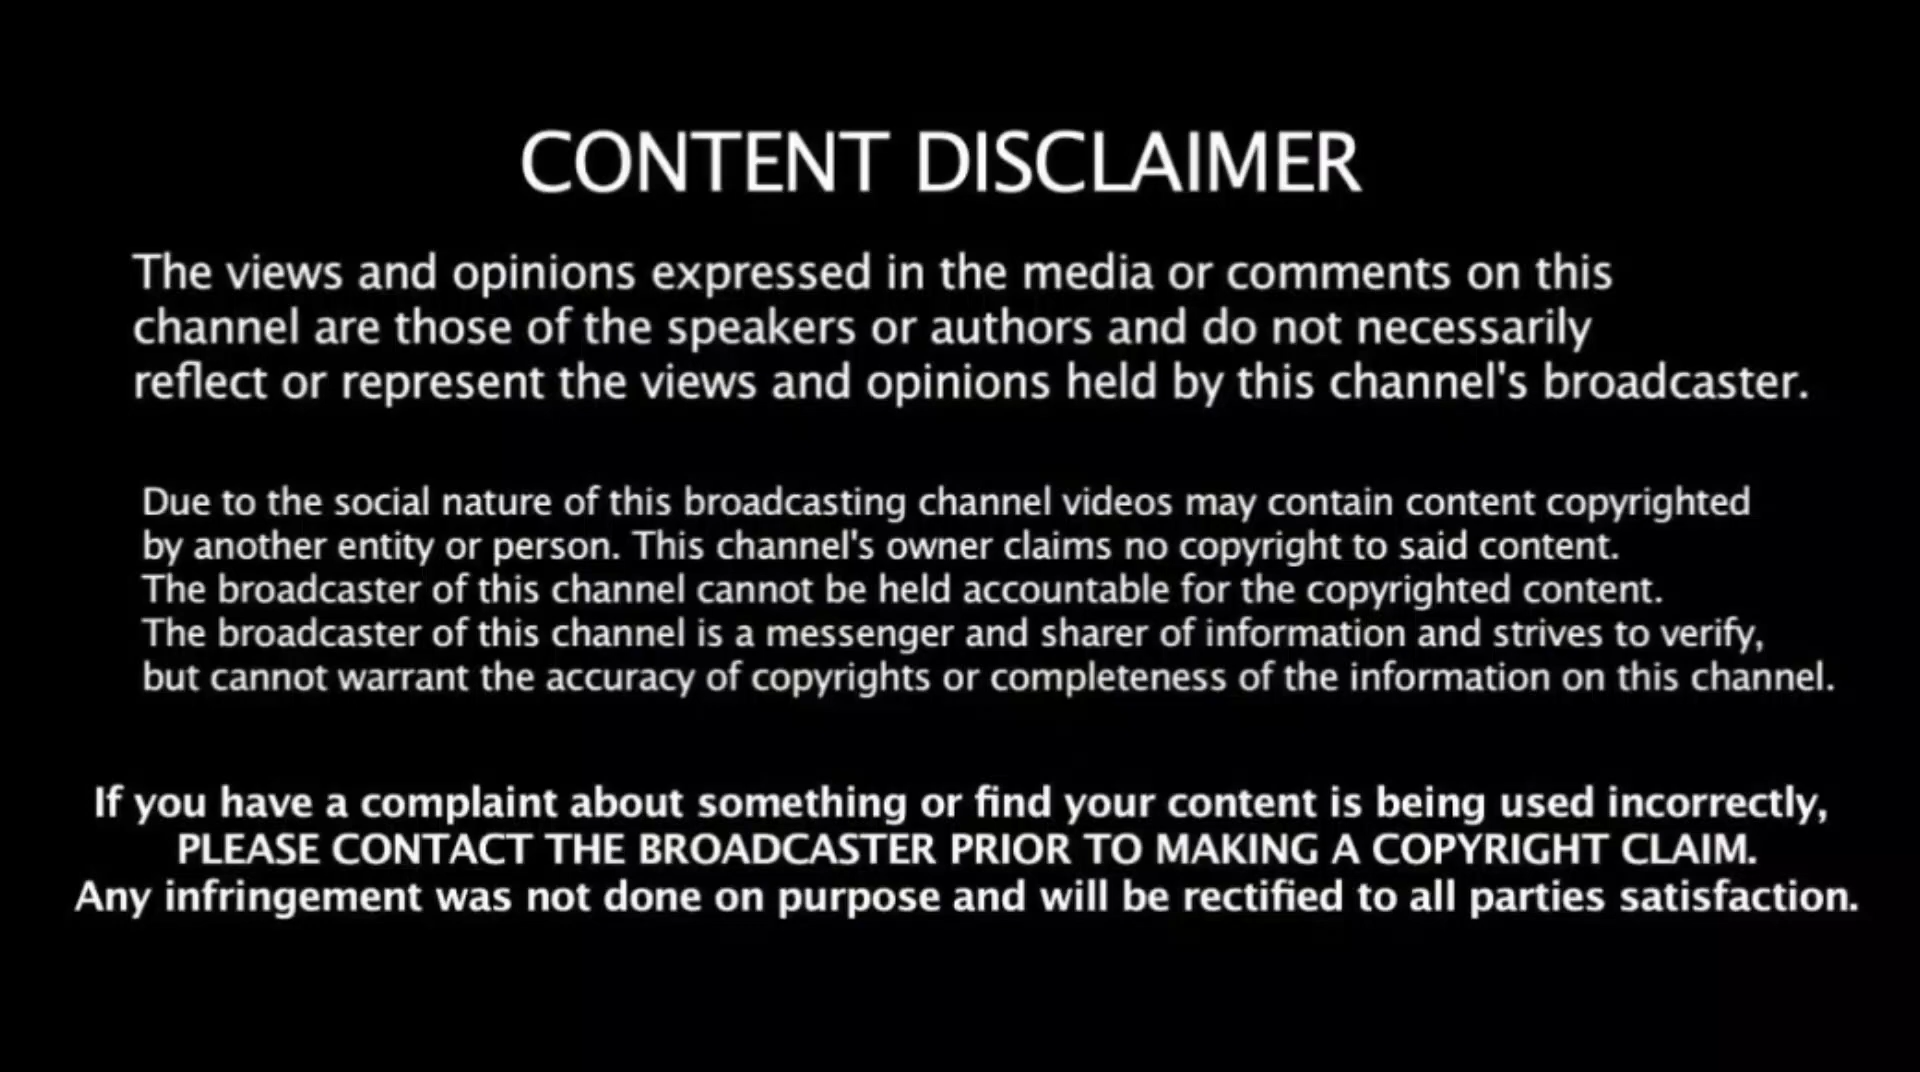 CONTENT DISCLAIMER
The views and opinions expressed in the media or comments on this
channel are those of the speakers or authors and do not necessarily
reflect or represent the views and opinions held by this channel's broadcaster.
Due to the social nature of this broadcasting channel videos may contain content copyrighted
by another entity or person. This channel's owner claims no copyright to said content.
The broadcaster of this channel cannot be held accountable for the copyrighted content.
The broadcaster of this channel is a messenger and sharer of information and strives to verify,
but cannot warrant the accuracy of copyrights or completeness of the information on this channel.
If you have a complaint about something or find your content is being used incorrectly,
PLEASE CONTACT THE BROADCASTER PRIOR TO MAKING A COPYRIGHT CLAIM.
Any infringement was not done on purpose and will be rectified to all parties satisfaction.